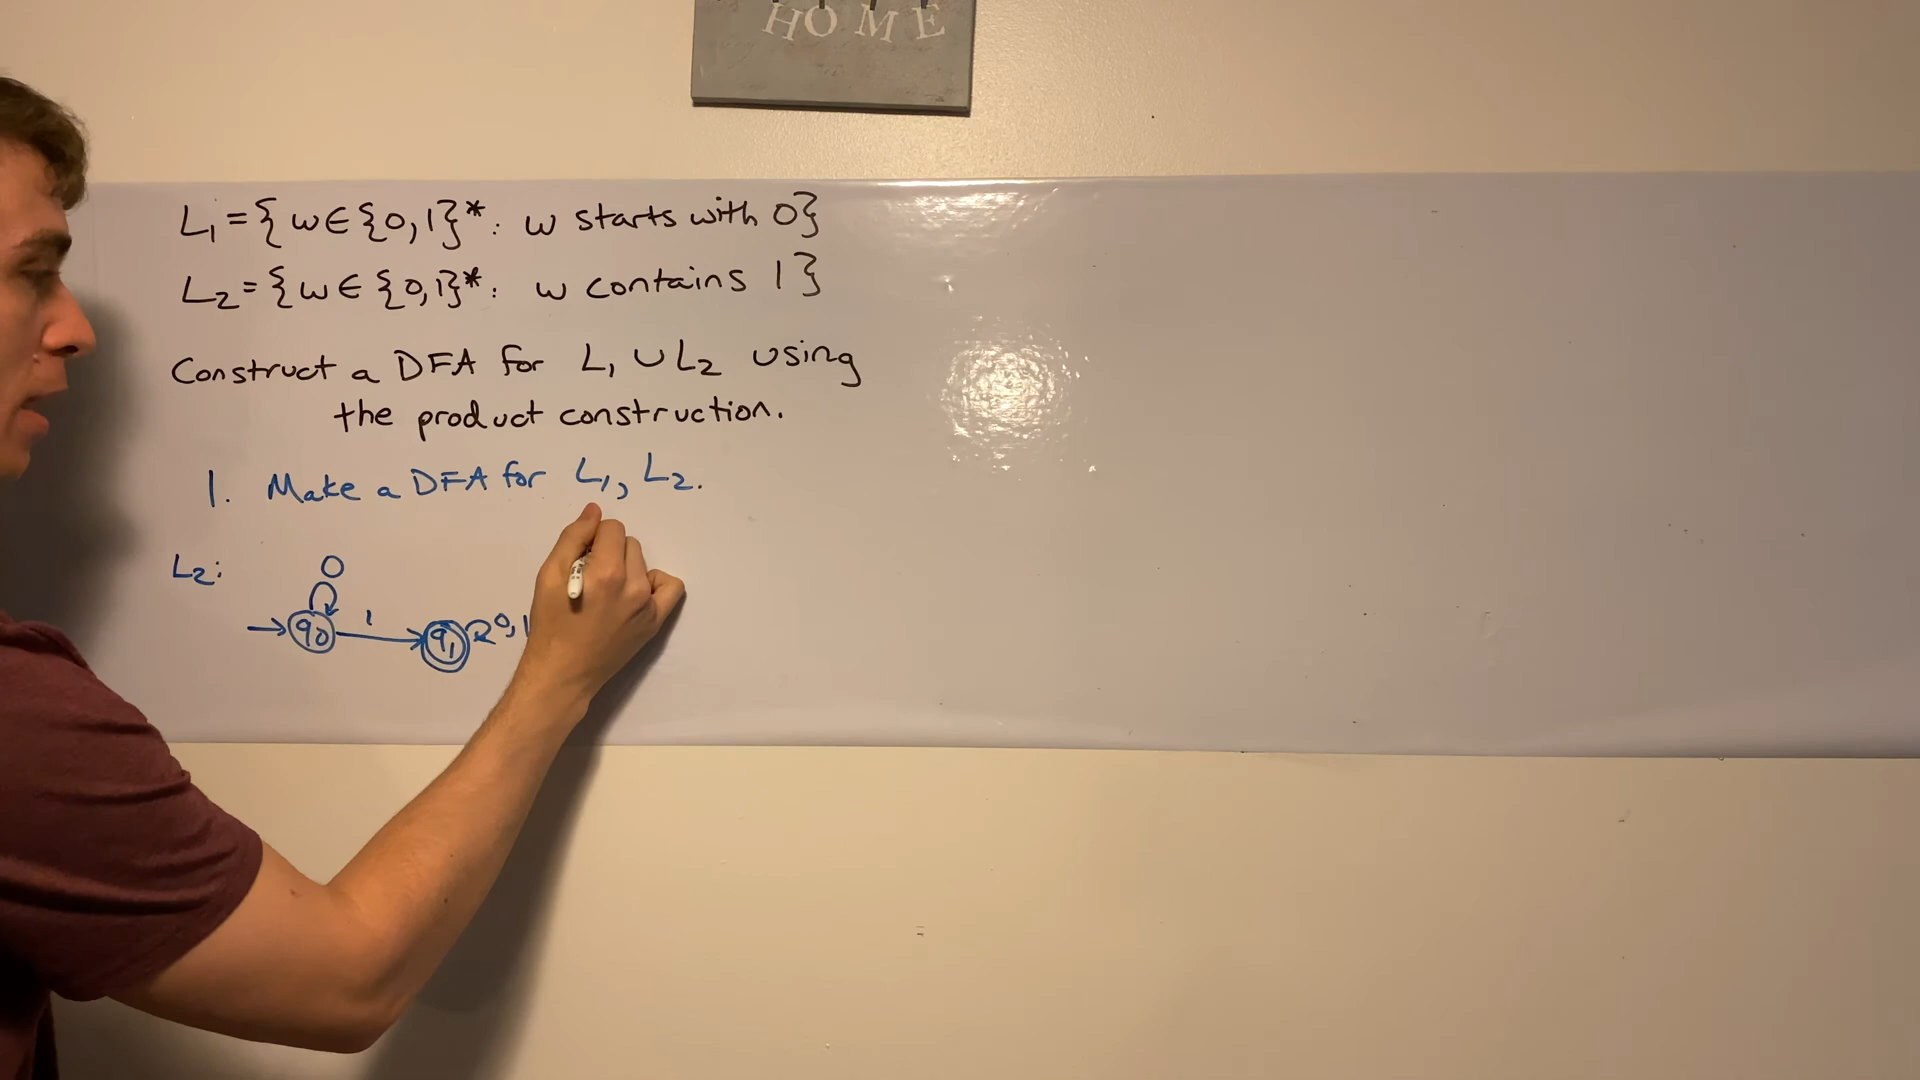 HOME
L₁={w∈{0,1}*: w starts with 0}
L₂={w∈{0,1}*: w contains 1}
Construct a DFA for L₁∪L₂ using
the product construction.
1. Make a DFA for L₁, L₂.
L₂:
0
1
q₀
q₁
0,1